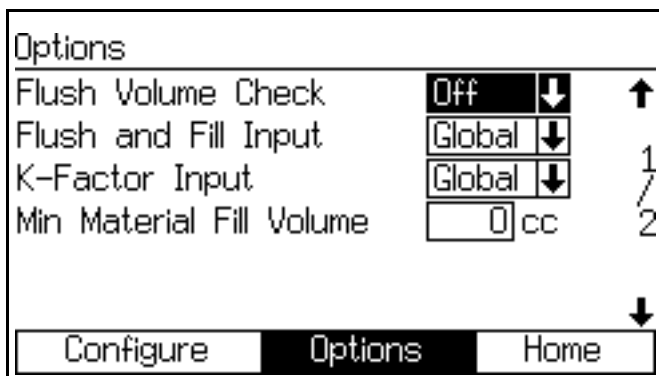 Options
Flush Volume Check Off
Flush and Fill Input Global
K-Factor Input Global
Min Material Fill Volume 0 cc
1/2
Configure Options Home